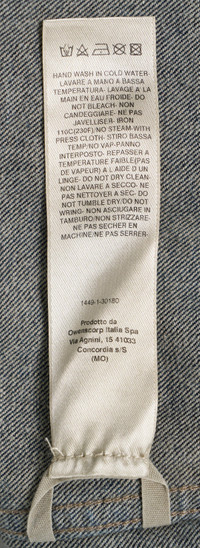 HAND WASH IN COLD WATER-
LAVARE A MANO A BASSA
TEMPERATURA- LAVAGE A LA
MAIN EN EAU FROIDE- DO
NOT BLEACH- NON
CANDEGGIARE- NE PAS
JAVELLISER- IRON
110C(230F)/NO STEAM-WITH
PRESS CLOTH- STIRO BASSA
TEMP/NO VAP-PANNO
INTERPOSTO- REPASSER A
TEMPERATURE FAIBLE(PAS
DE VAPEUR) A L AIDE D UN
LINGE- DO NOT DRY CLEAN-
NON LAVARE A SECCO- NE
PAS NETTOYER A SEC- DO
NOT TUMBLE DRY/DO NOT
WRING- NON ASCIUGARE IN
TAMBURO/NON STRIZZARE-
NE PAS SECHER EN
MACHINE/NE PAS SERRER-
1449-1-30180
Prodotto da
Owenscorp Italia Spa
Via Agnini, 15 41033
Concordia s/S
(MO)